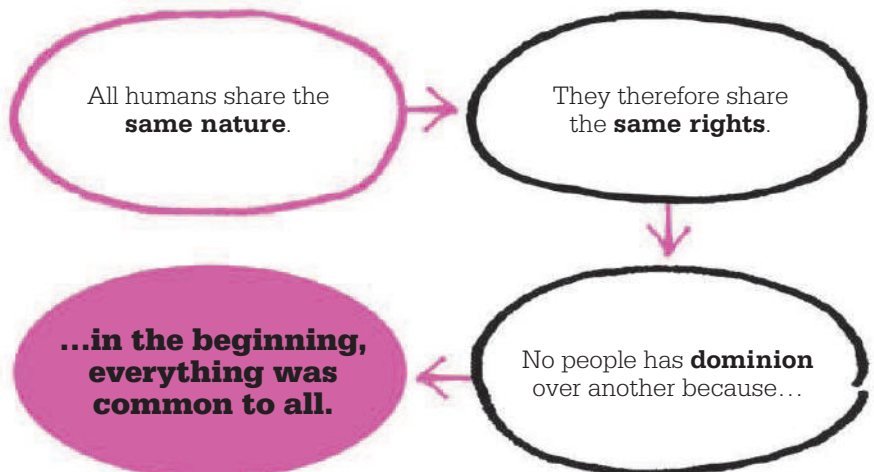 All humans share the
same nature.
They therefore share
the same rights.
No people has dominion
over another because…
…in the beginning,
everything was
common to all.